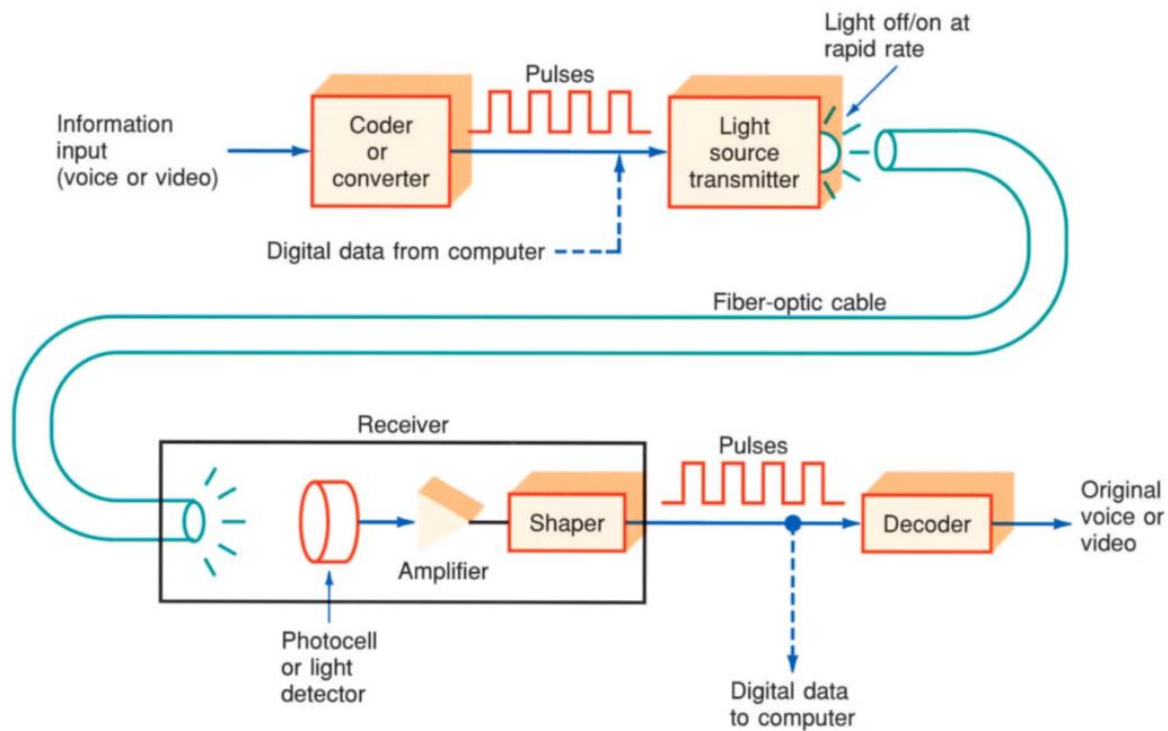 Light off/on at
rapid rate
Pulses
Information
input
(voice or video)
Coder
or
converter
Light
source
transmitter
Digital data from computer
Fiber-optic cable
Receiver
Pulses
Shaper
Decoder
Original
voice or
video
Amplifier
Photocell
or light
detector
Digital data
to computer